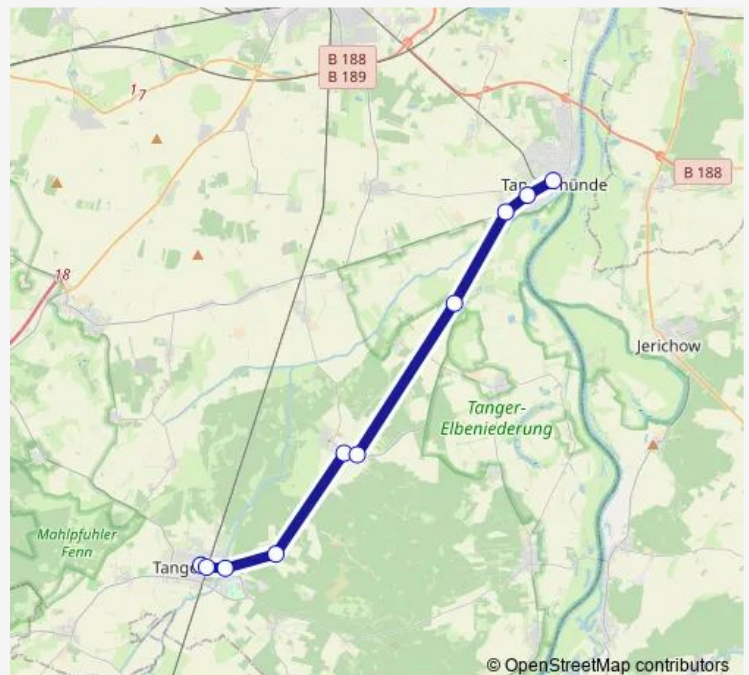 B 188
B 189
17
B 188
18
Jerichow
Tanger-
Elbeniederung
Mahlpfuhler
Fenn
© OpenStreetMap contributors